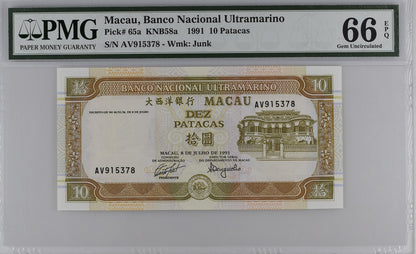 PMG
PAPER MONEY GUARANTY
Macau, Banco Nacional Ultramarino
Pick# 65a KNB58a 1991 10 Patacas
S/N AV915378 - Wmk: Junk
66 EPQ
Gem Uncirculated
10
BANCO NACIONAL ULTRAMARINO
10
大西洋銀行 MACAU
AV915378
DEZ
PATACAS
拾圓
MACAU, 8 DE JULHO DE 1991
AV915378
10
拾